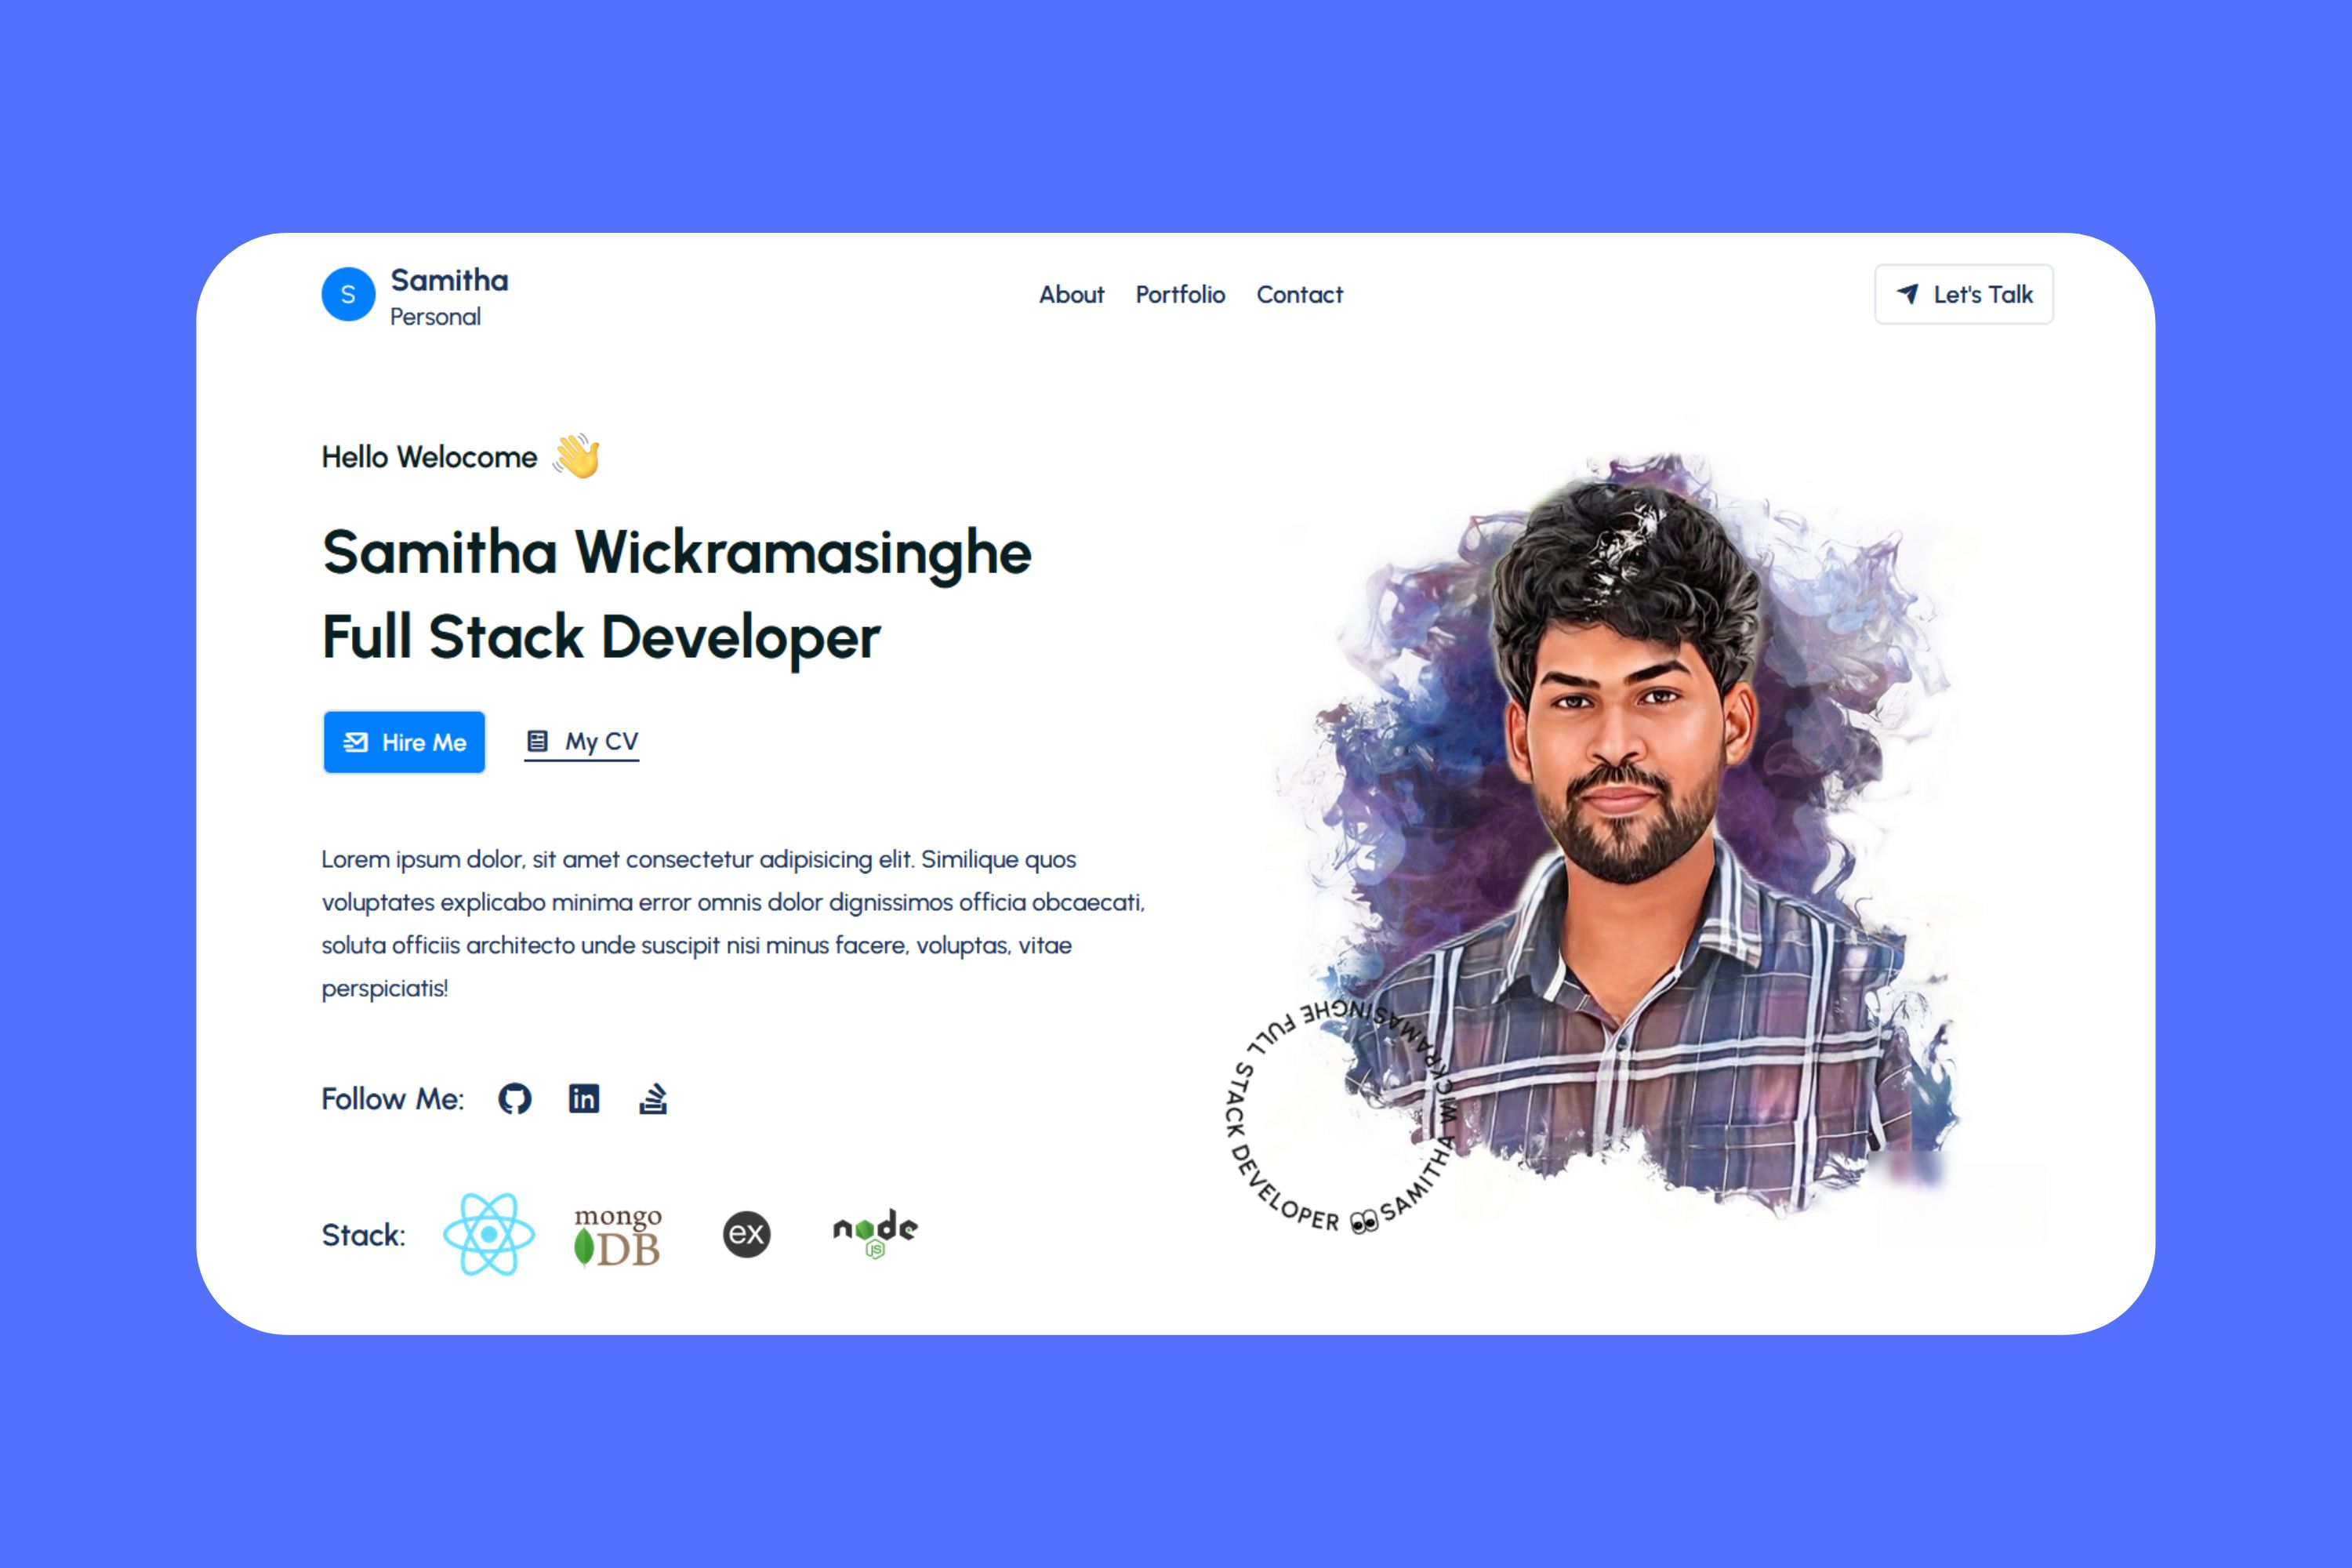 S
Samitha
Personal
About Portfolio Contact
Let's Talk
Hello Welocome 👋
Samitha Wickramasinghe
Full Stack Developer
Hire Me My CV
Lorem ipsum dolor, sit amet consectetur adipisicing elit. Similique quos
voluptates explicabo minima error omnis dolor dignissimos officia obcaecati,
soluta officiis architecto unde suscipit nisi minus facere, voluptas, vitae
perspiciatis!
Follow Me: in
Stack: mongo DB ex node JS
SAMITHA WICKRAMASINGHE FULL STACK DEVELOPER 👀